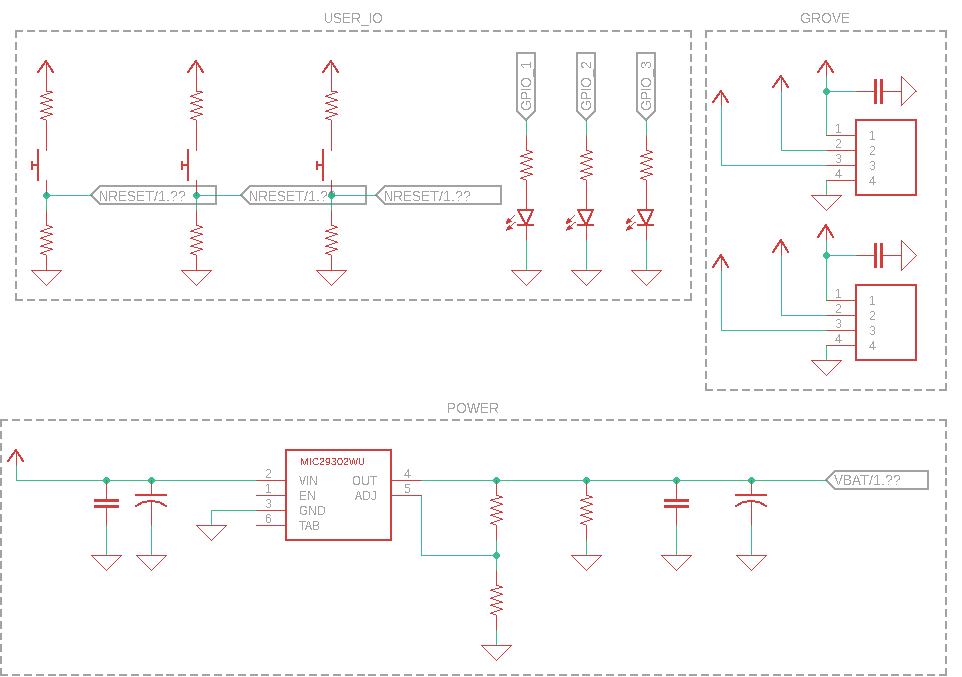 USER_IO
GROVE
GPIO_1
GPIO_2
GPIO_3
NRESET/1.??
NRESET/1.?
NRESET/1.??
1 1
2 2
3 3
4 4
1 1
2 2
3 3
4 4
POWER
MIC29302WU
2 VIN OUT 4
1 EN ADJ 5
3 GND
6 TAB
VBAT/1.??